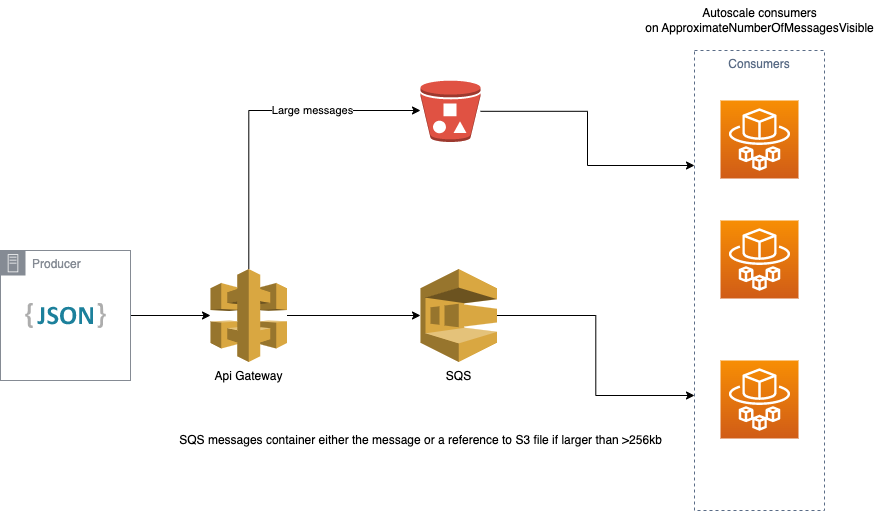 Autoscale consumers
on ApproximateNumberOfMessagesVisible
Consumers
Large messages
Producer
{JSON}
Api Gateway
SQS
SQS messages container either the message or a reference to S3 file if larger than >256kb